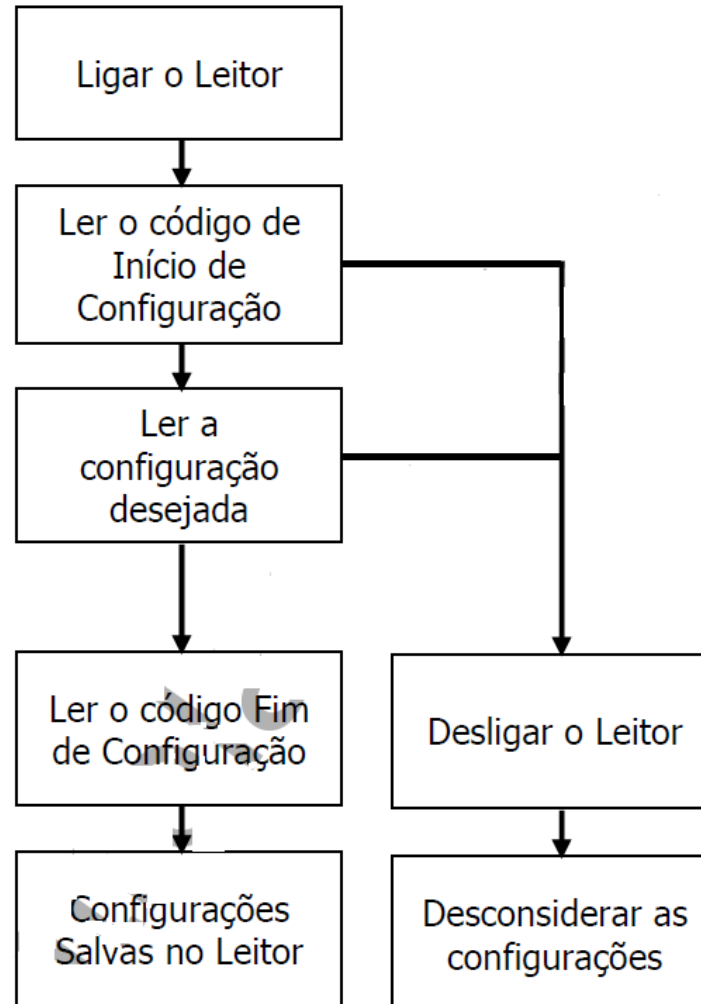 Ligar o Leitor
Ler o código de
Início de
Configuração
Ler a
configuração
desejada
Ler o código Fim
de Configuração
Desligar o Leitor
Configurações
Salvas no Leitor
Desconsiderar as
configurações